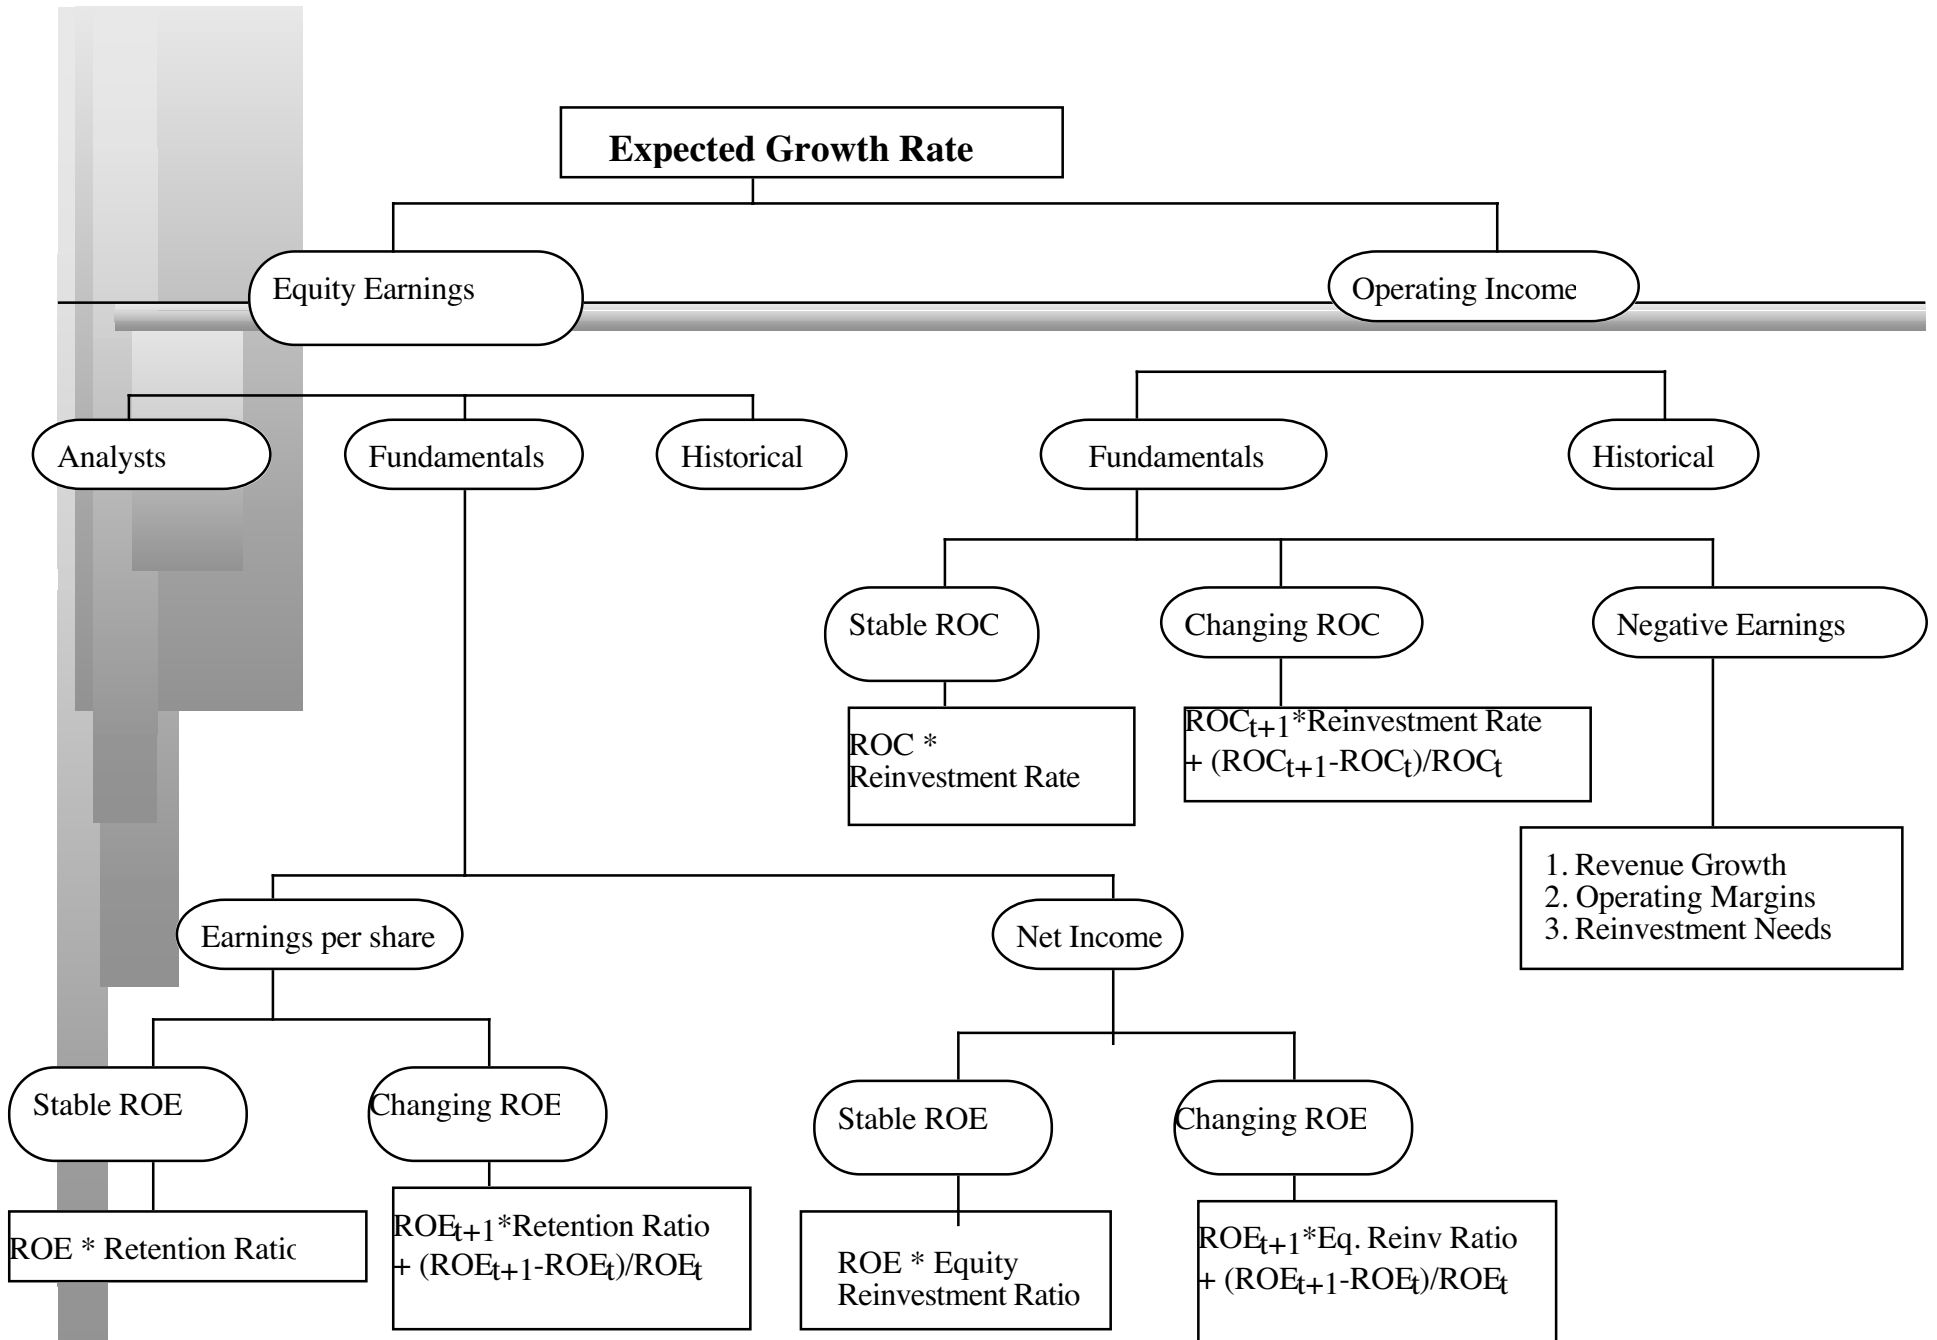 Expected Growth Rate
Equity Earnings
Operating Income
Analysts
Fundamentals
Historical
Fundamentals
Historical
Stable ROC
Changing ROC
Negative Earnings
ROC *
Reinvestment Rate
ROCt+1*Reinvestment Rate
+ (ROCt+1-ROCt)/ROCt
1. Revenue Growth
2. Operating Margins
3. Reinvestment Needs
Earnings per share
Net Income
Stable ROE
Changing ROE
Stable ROE
Changing ROE
ROE * Retention Ratio
ROEt+1*Retention Ratio
+ (ROEt+1-ROEt)/ROEt
ROE * Equity
Reinvestment Ratio
ROEt+1*Eq. Reinv Ratio
+ (ROEt+1-ROEt)/ROEt